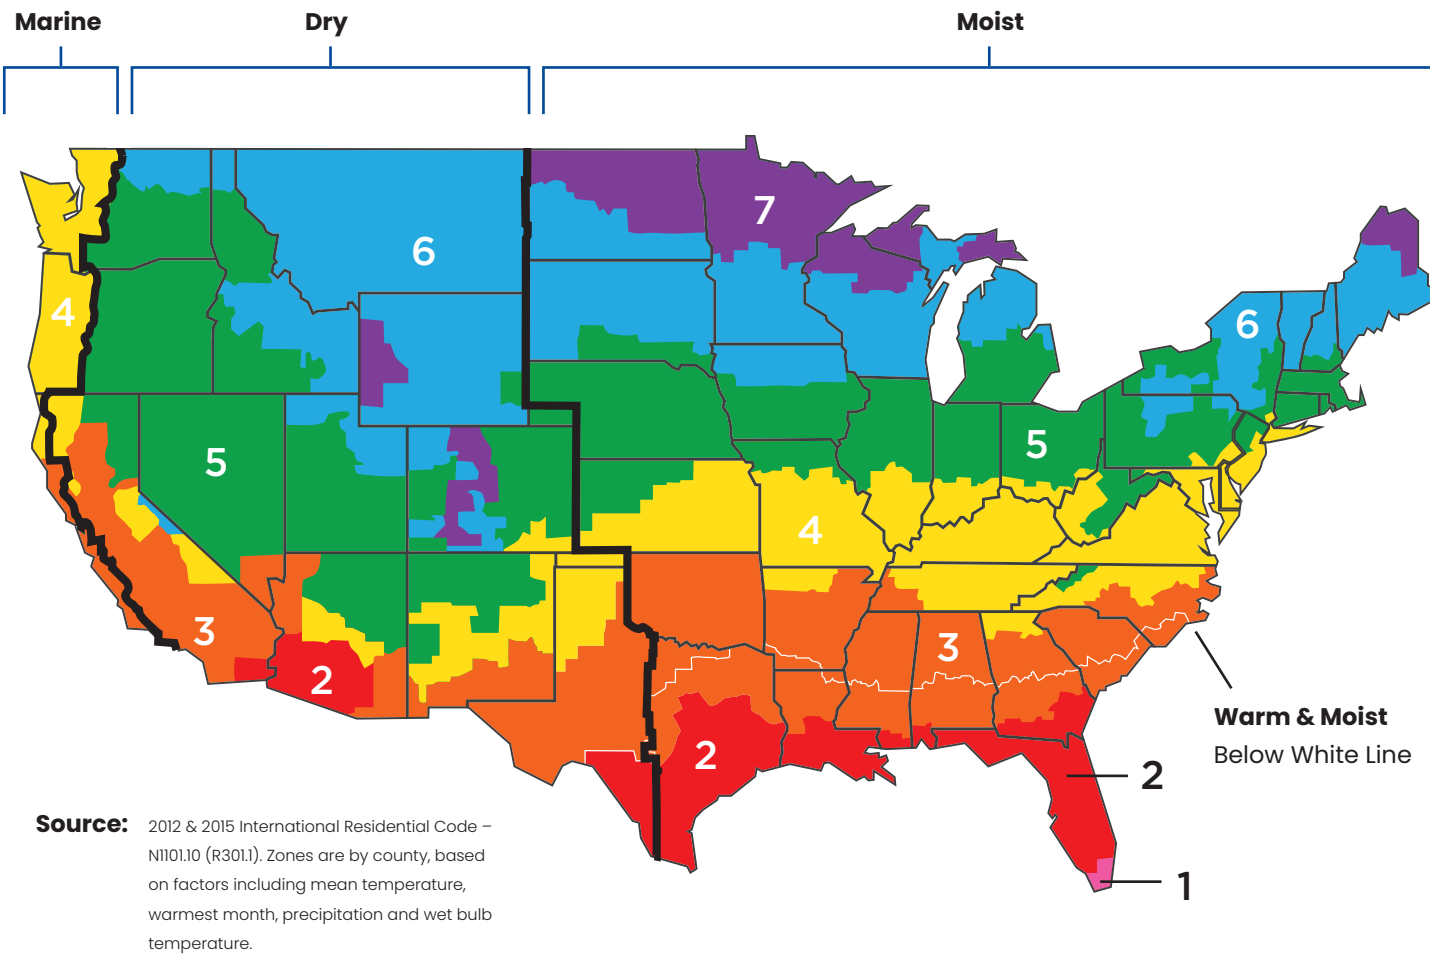 Marine
Dry
Moist
7
6
6
4
5
5
4
3
3
2
2
Warm & Moist
Below White Line
2
1
Source:
2012 & 2015 International Residential Code –
N1101.10 (R301.1). Zones are by county, based
on factors including mean temperature,
warmest month, precipitation and wet bulb
temperature.